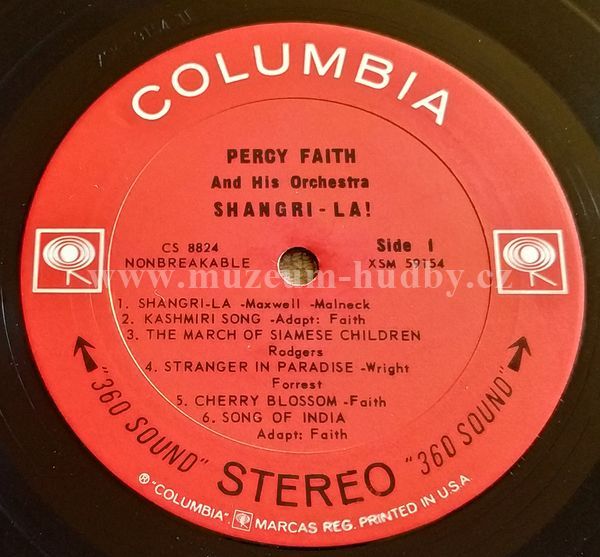 COLUMBIA
PERCY FAITH
And His Orchestra
SHANGRI-LA!
CS 8824
NONBREAKABLE
Side 1
XSM 59154
www.muzeum-hudby.cz
1. SHANGRI-LA -Maxwell -Malneck
2. KASHMIRI SONG -Adapt: Faith
3. THE MARCH OF SIAMESE CHILDREN
Rodgers
4. STRANGER IN PARADISE -Wright
Forrest
5. CHERRY BLOSSOM -Faith
6. SONG OF INDIA
Adapt: Faith
"360 SOUND" STEREO "360 SOUND"
® "COLUMBIA". MARCAS REG. PRINTED IN U.S.A.